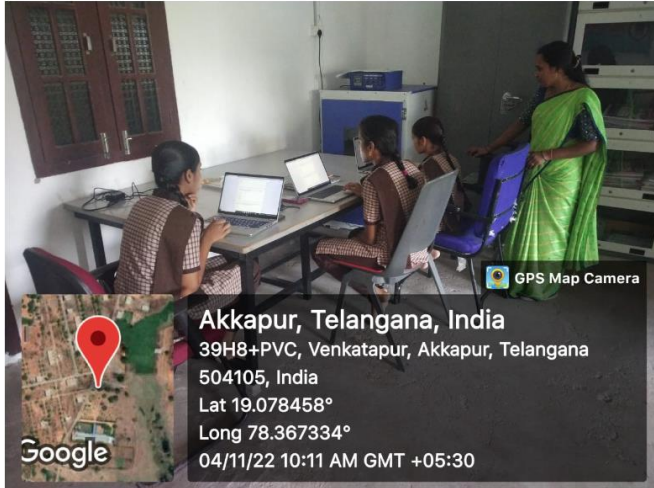 GPS Map Camera
Akkapur, Telangana, India
39H8+PVC, Venkatapur, Akkapur, Telangana
504105, India
Lat 19.078458°
Long 78.367334°
04/11/22 10:11 AM GMT +05:30
Google